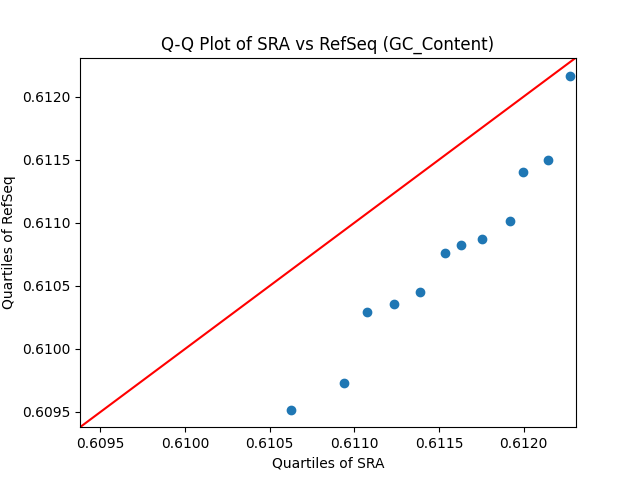 Q-Q Plot of SRA vs RefSeq (GC_Content)
Quartiles of RefSeq
0.6120
0.6115
0.6110
0.6105
0.6100
0.6095
0.6095 0.6100 0.6105 0.6110 0.6115 0.6120
Quartiles of SRA